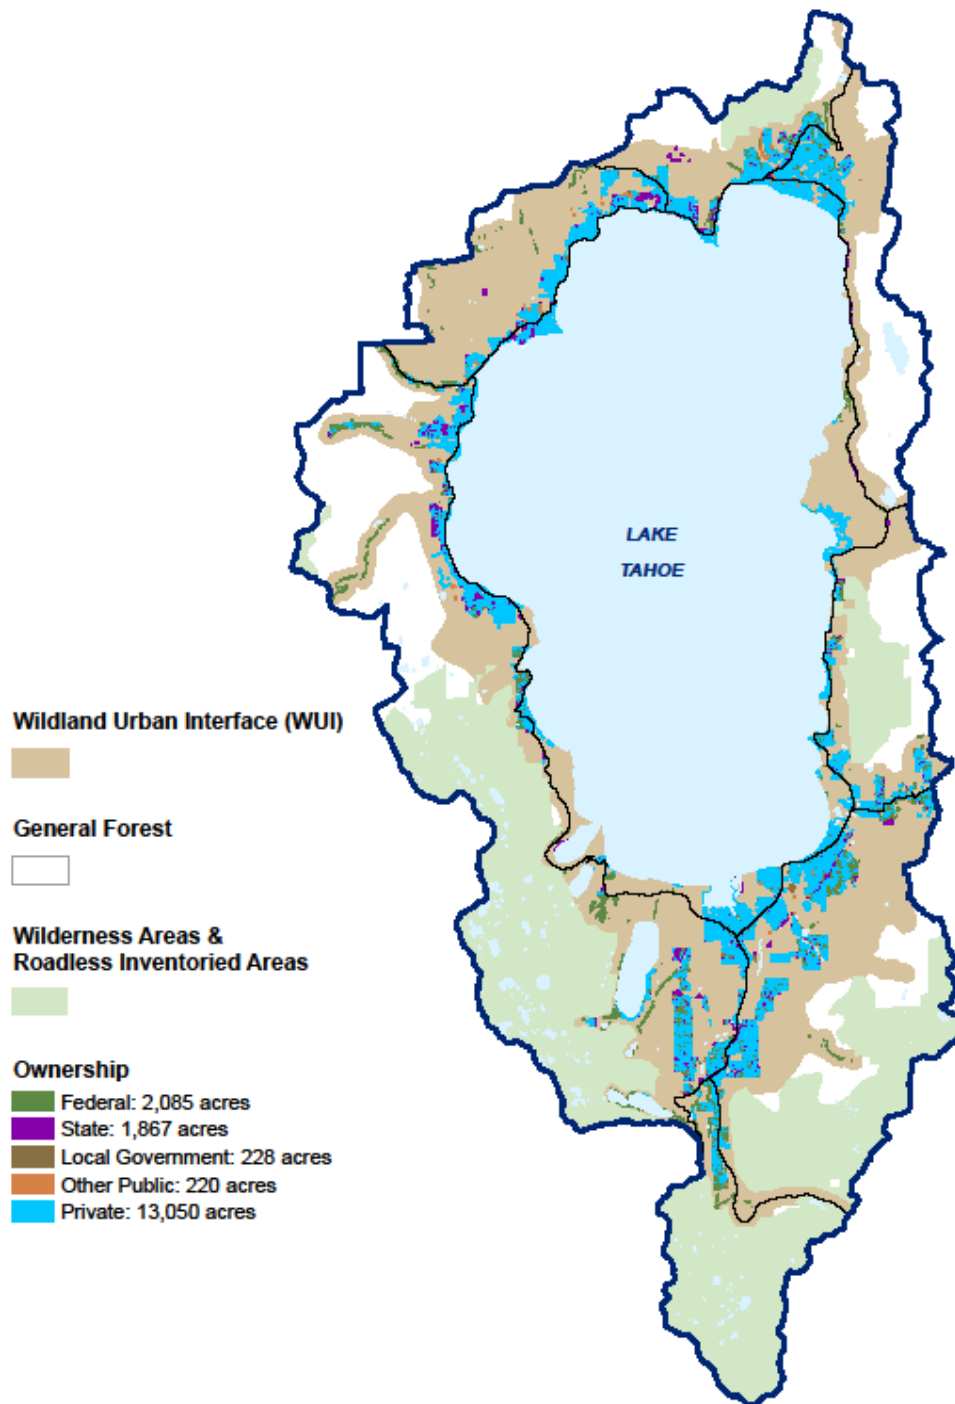 LAKE
TAHOE
Wildland Urban Interface (WUI)
General Forest
Wilderness Areas &
Roadless Inventoried Areas
Ownership
Federal: 2,085 acres
State: 1,867 acres
Local Government: 228 acres
Other Public: 220 acres
Private: 13,050 acres